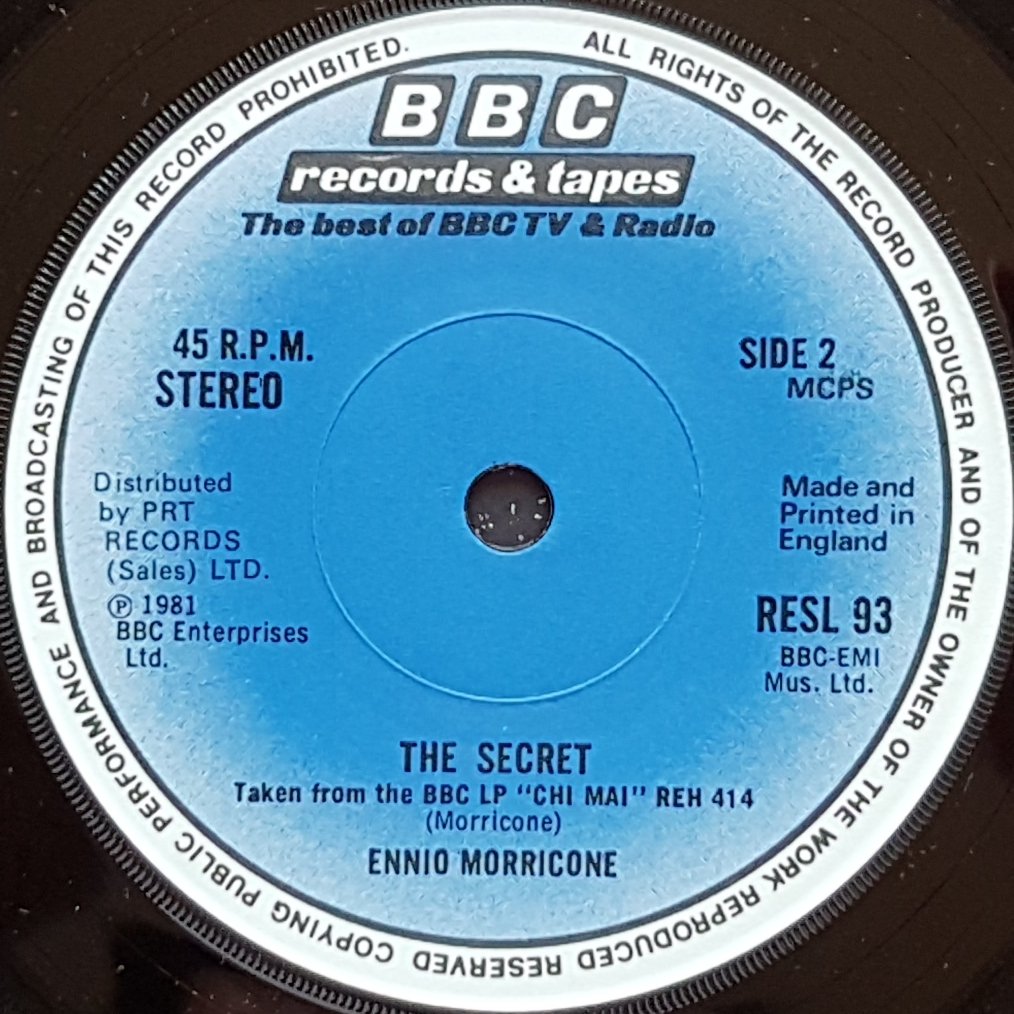 ALL RIGHTS OF THE RECORD PRODUCER AND OF THE OWNER OF THE WORK REPRODUCED RESERVED COPYING PUBLIC PERFORMANCE AND BROADCASTING OF THIS RECORD PROHIBITED.
BBC
records & tapes
The best of BBC TV & Radio
45 R.P.M.
STEREO
SIDE 2
MCPS
Distributed
by PRT
RECORDS
(Sales) LTD.
℗ 1981
BBC Enterprises
Ltd.
Made and
Printed in
England
RESL 93
BBC-EMI
Mus. Ltd.
THE SECRET
Taken from the BBC LP "CHI MAI" REH 414
(Morricone)
ENNIO MORRICONE